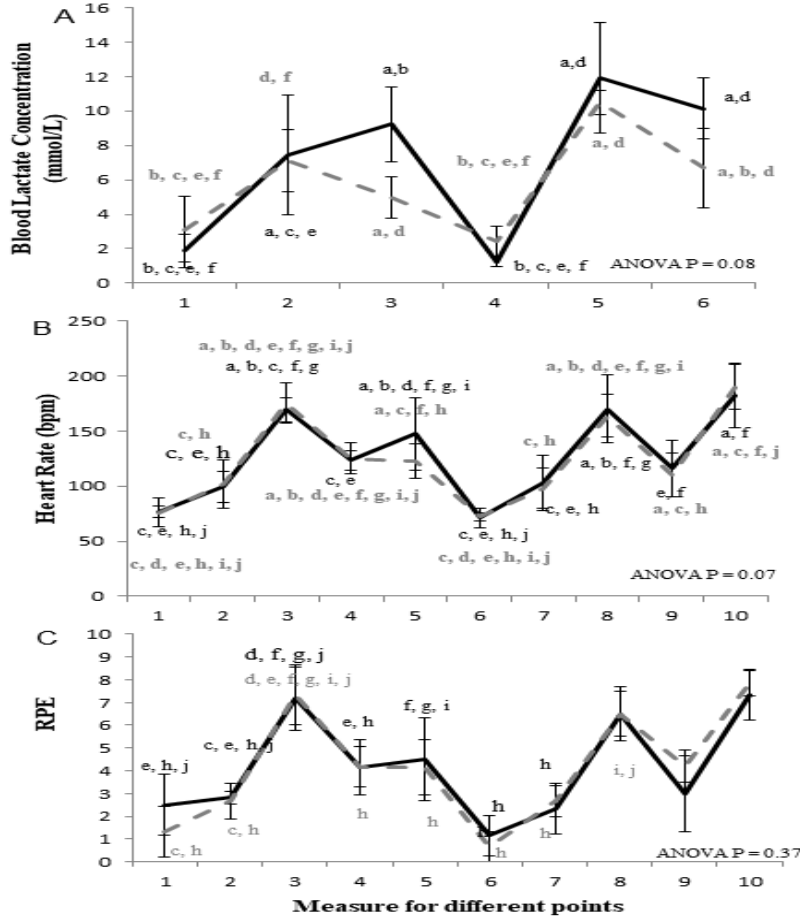 A
Blood Lactate Concentration
(mmol/L)
16
14
12
10
8
6
4
2
0
b, c, e, f
b, c, e, f
d, f
a, c, e
a,b
a, d
b, c, e, f
b, c, e, f
a,d
a, d
a,d
a, b, d
ANOVA P = 0.08
1 2 3 4 5 6
B
Heart Rate (bpm)
250
200
150
100
50
0
c, e, h, j
c, d, e, h, i, j
c, h
c, e, h
a, b, d, e, f, g, i, j
a, b, c, f, g
c, e
a, b, d, e, f, g, i, j
a, b, d, f, g, i
a, c, f, h
c, e, h, j
c, d, e, h, i, j
c, h
c, e, h
a, b, d, e, f, g, i
a, b, f, g
e, f
a, c, h
a, f
a, c, f, j
ANOVA P = 0.07
1 2 3 4 5 6 7 8 9 10
C
RPE
10
9
8
7
6
5
4
3
2
1
0
e, h, j
c, h
c, e, h, j
c, h
d, f, g, j
d, e, f, g, i, j
e, h
h
f, g, i
h
h
h
h
h
i, j
ANOVA P = 0.37
1 2 3 4 5 6 7 8 9 10
Measure for different points